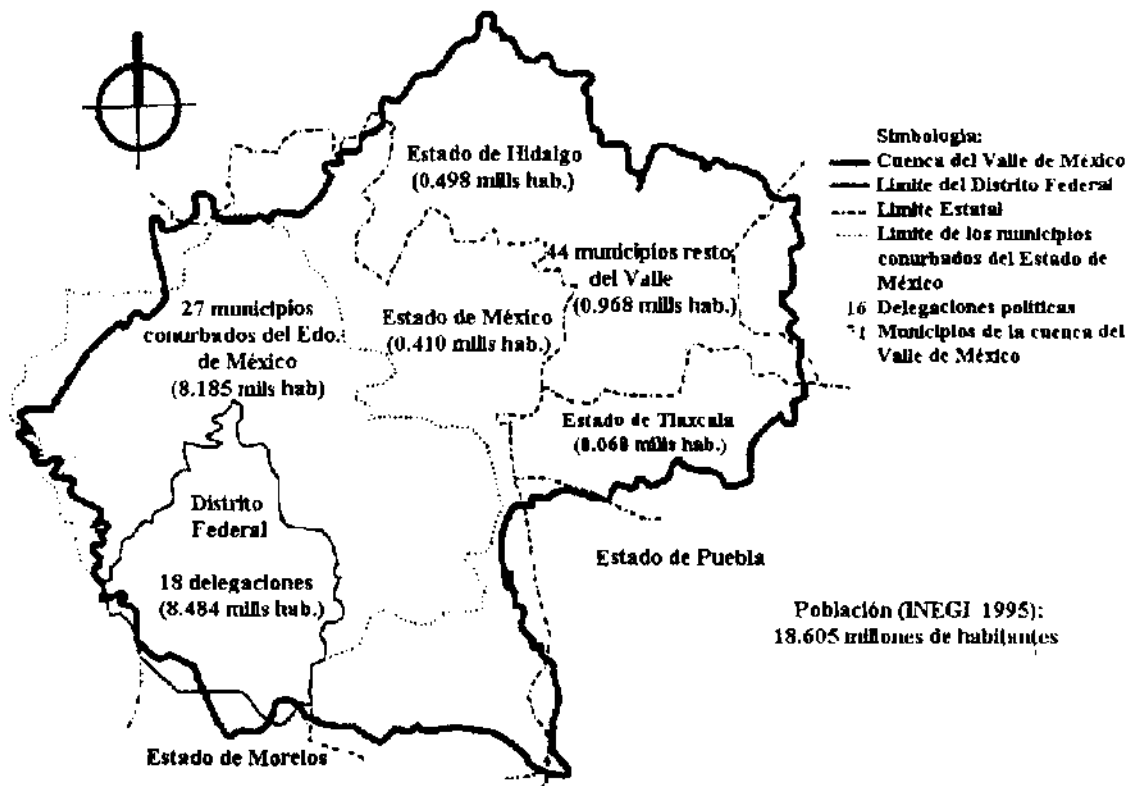 Estado de Hidalgo
(0.498 mills hab.)
44 municipios resto
del Valle
(0.968 mills hab.)
27 municipios
conurbados del Edo.
de México
(8.185 mils hab)
Estado de México
(0.410 mills hab.)
Estado de Tlaxcala
(0.068 mills hab.)
Distrito
Federal
18 delegaciones
(8.484 mills hab.)
Estado de Puebla
Estado de Morelos
Simbología:
Cuenca del Valle de México
Límite del Distrito Federal
Límite Estatal
Límite de los municipios
conurbados del Estado de
México
16 Delegaciones políticas
Municipios de la cuenca del
Valle de México
Población (INEGI 1995):
18.605 millones de habitantes